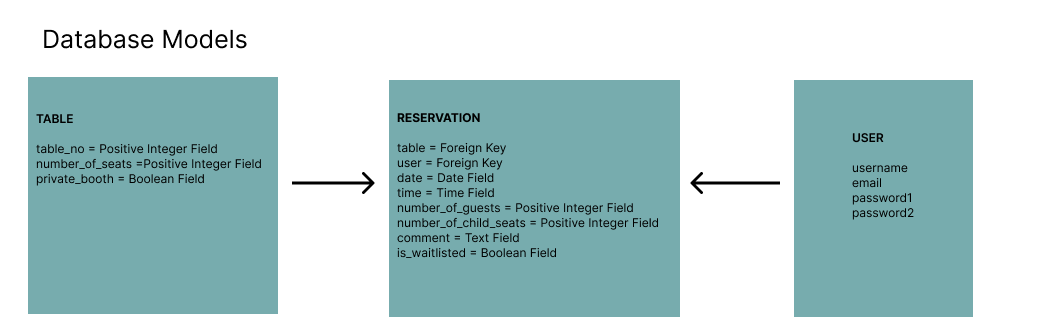 Database Models
TABLE
table_no = Positive Integer Field
number_of_seats =Positive Integer Field
private_booth = Boolean Field
RESERVATION
table = Foreign Key
user = Foreign Key
date = Date Field
time = Time Field
number_of_guests = Positive Integer Field
number_of_child_seats = Positive Integer Field
comment = Text Field
is_waitlisted = Boolean Field
USER
username
email
password1
password2